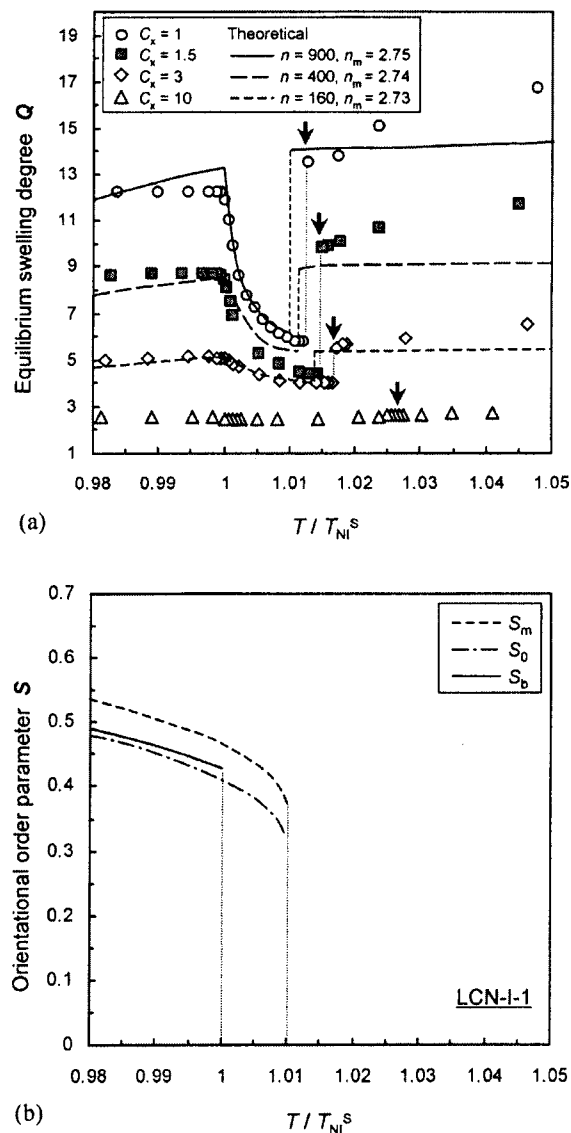 19
17
15
13
11
9
7
5
3
1
Equilibrium swelling degree Q
Cx = 1
Cx = 1.5
Cx = 3
Cx = 10
Theoretical
n = 900, nm = 2.75
n = 400, nm = 2.74
n = 160, nm = 2.73
0.98 0.99 1 1.01 1.02 1.03 1.04 1.05
T / TNI^S
(a)
0.7
0.6
0.5
0.4
0.3
0.2
0.1
0
Orientational order parameter S
Sm
S0
Sb
LCN-I-1
0.98 0.99 1 1.01 1.02 1.03 1.04 1.05
T / TNI^S
(b)